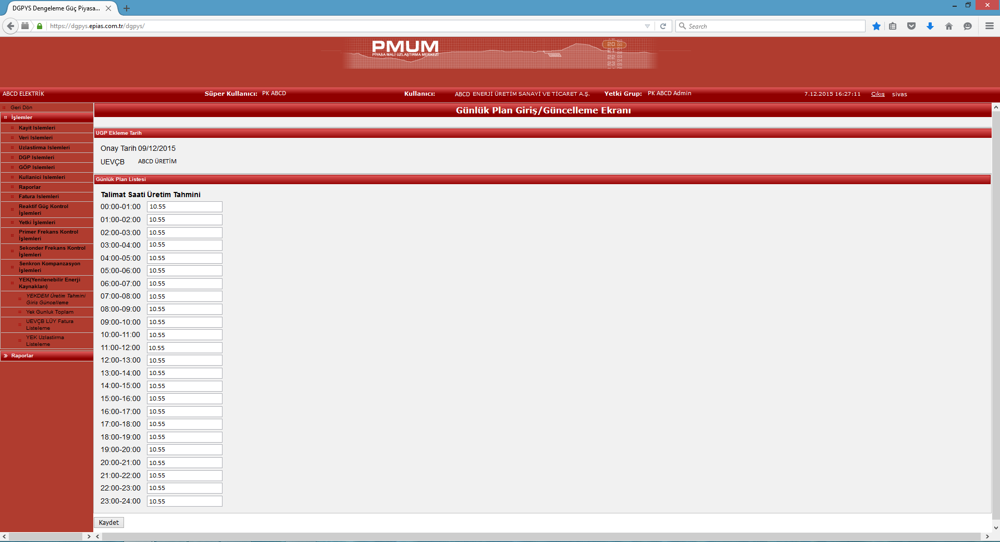 DGPYS Dengeleme Güç Piyasa...
https://dgpys.epias.com.tr/dgpys/
Search
PMUM
PİYASA MALİ UZLAŞTIRMA MERKEZİ
20
22
23
ABCD ELEKTRİK
Süper Kullanıcı: PK ABCD
Kullanıcı: ABCD ENERJİ ÜRETİM SANAYİ VE TİCARET A.Ş.
Yetki Grup: PK ABCD Admin
7.12.2015 16:27:11
Çıkış
sivas
Geri Dön
İşlemler
Kayit Islemleri
Veri Islemleri
Uzlastirma Islemleri
DGP Islemleri
GÖP Islemleri
Kullanici Islemleri
Raporlar
Fatura Islemleri
Reaktif Güç Kontrol
İşlemleri
Yetki İşlemleri
Primer Frekans Kontrol
İşlemleri
Sekonder Frekans Kontrol
İşlemleri
Senkron Kompanzasyon
İşlemleri
YEK(Yenilenebilir Enerji
Kaynakları)
YEKDEM Üretim Tahmini
Giris Güncelleme
Yek Gunluk Toplam
UEVÇB LÜY Fatura
Listeleme
YEK Uzlastirma
Listeleme
Raporlar
Günlük Plan Giriş/Güncelleme Ekranı
UGP Ekleme Tarih
Onay Tarih 09/12/2015
UEVÇB ABCD ÜRETİM
Günlük Plan Listesi
Talimat Saati Üretim Tahmini
00:00-01:00 10.55
01:00-02:00 10.55
02:00-03:00 10.55
03:00-04:00 10.55
04:00-05:00 10.55
05:00-06:00 10.55
06:00-07:00 10.55
07:00-08:00 10.55
08:00-09:00 10.55
09:00-10:00 10.55
10:00-11:00 10.55
11:00-12:00 10.55
12:00-13:00 10.55
13:00-14:00 10.55
14:00-15:00 10.55
15:00-16:00 10.55
16:00-17:00 10.55
17:00-18:00 10.55
18:00-19:00 10.55
19:00-20:00 10.55
20:00-21:00 10.55
21:00-22:00 10.55
22:00-23:00 10.55
23:00-24:00 10.55
Kaydet